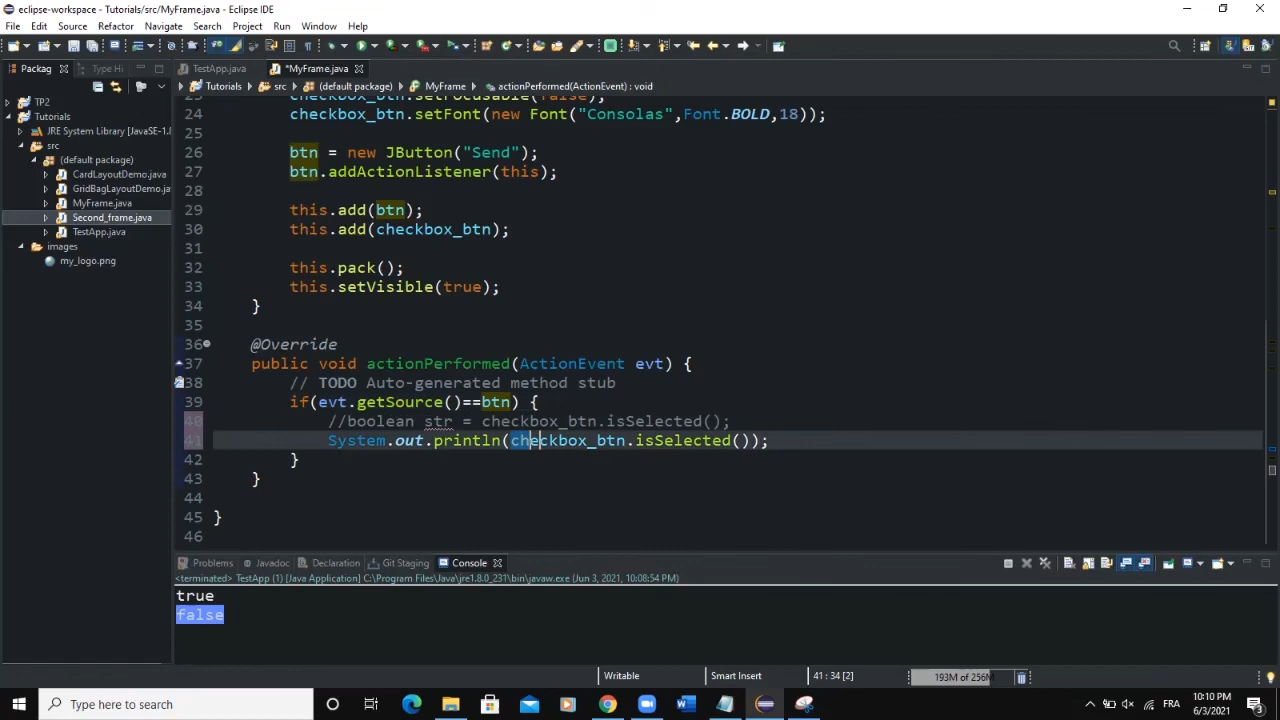 eclipse-workspace - Tutorials/src/MyFrame.java - Eclipse IDE
File Edit Source Refactor Navigate Search Project Run Window Help
Packag Type Hi TestApp.java *MyFrame.java
Tutorials src (default package) MyFrame actionPerformed(ActionEvent) : void
TP2
Tutorials
JRE System Library [JavaSE-1.
src
(default package)
CardLayoutDemo.java
GridBagLayoutDemo.ja
MyFrame.java
Second_frame.java
TestApp.java
images
my_logo.png
23 checkbox_btn.setFocusable(false);
24 checkbox_btn.setFont(new Font("Consolas",Font.BOLD,18));
25
26 btn = new JButton("Send");
27 btn.addActionListener(this);
28
29 this.add(btn);
30 this.add(checkbox_btn);
31
32 this.pack();
33 this.setVisible(true);
34 }
35
36 @Override
37 public void actionPerformed(ActionEvent evt) {
38 // TODO Auto-generated method stub
39 if(evt.getSource()==btn) {
40 //boolean str = checkbox_btn.isSelected();
41 System.out.println(checkbox_btn.isSelected());
42 }
43 }
44
45 }
46
Problems Javadoc Declaration Git Staging Console
<terminated> TestApp (1) [Java Application] C:\Program Files\Java\jre1.8.0_231\bin\javaw.exe (Jun 3, 2021, 10:08:54 PM)
true
false
Writable Smart Insert 41 : 34 [2] 193M of 256M
Type here to search
FRA
10:10 PM
6/3/2021